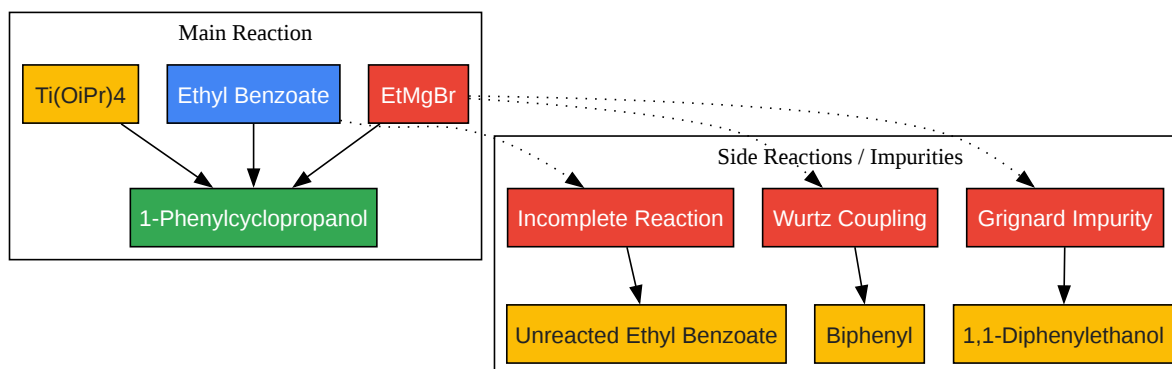 Main Reaction
Ti(OiPr)4
Ethyl Benzoate
EtMgBr
1-Phenylcyclopropanol
Side Reactions / Impurities
Incomplete Reaction
Wurtz Coupling
Grignard Impurity
Unreacted Ethyl Benzoate
Biphenyl
1,1-Diphenylethanol